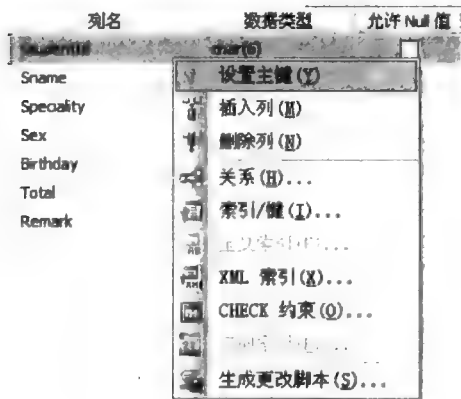 列名 数据类型 允许 Null 值
char(6)
Sname
设置主键(Y)
Speciality
插入列(M)
Sex
删除列(N)
Birthday
关系(H)...
Total
索引/键(I)...
Remark
XML 索引(X)...
CHECK 约束(O)...
生成更改脚本(S)...